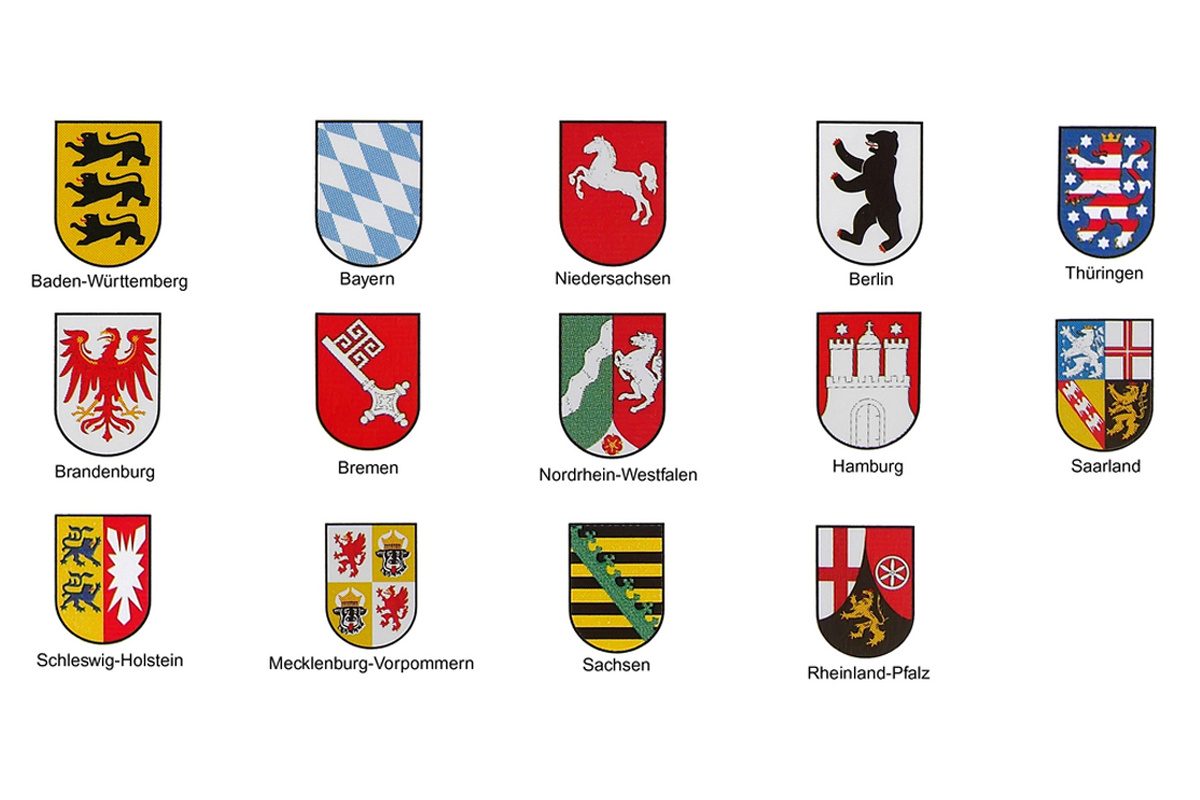 Baden-Württemberg
Bayern
Niedersachsen
Berlin
Thüringen
Brandenburg
Bremen
Nordrhein-Westfalen
Hamburg
Saarland
Schleswig-Holstein
Mecklenburg-Vorpommern
Sachsen
Rheinland-Pfalz